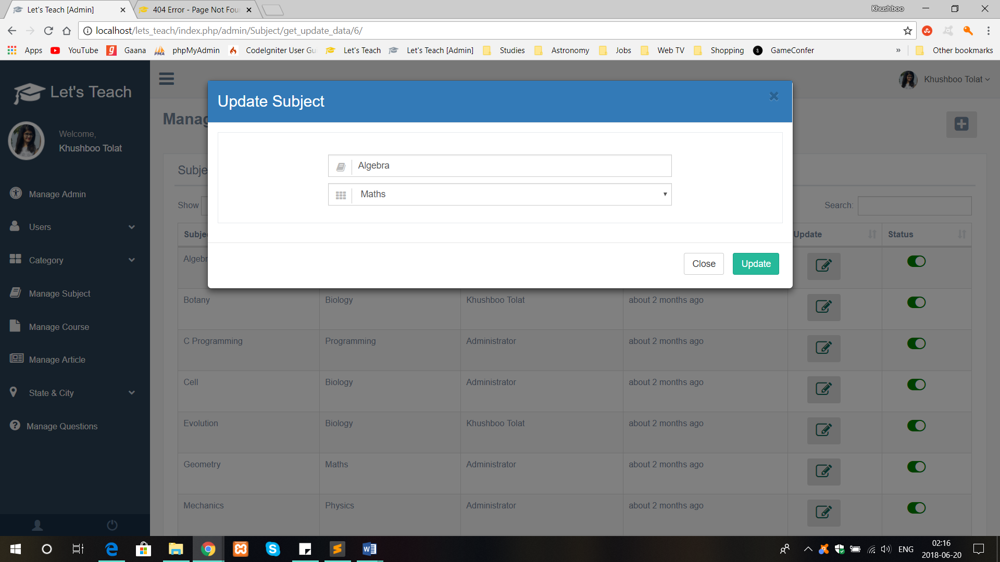 Let's Teach [Admin]
404 Error - Page Not Fou
Khushboo
localhost/lets_teach/index.php/admin/Subject/get_update_data/6/
Apps YouTube Gaana phpMyAdmin CodeIgniter User Gu Let's Teach Let's Teach [Admin] Studies Astronomy Jobs Web TV Shopping GameConfer » Other bookmarks
Let's Teach
Welcome,
Khushboo Tolat
Manage Admin
Users
Category
Manage Subject
Manage Course
Manage Article
State & City
Manage Questions
Khushboo Tolat
Manag
Update Subject
Algebra
Maths
Close Update
Subje
Show
Search:
Subje Update Status
Algebr
Botany Biology Khushboo Tolat about 2 months ago
C Programming Programming Administrator about 2 months ago
Cell Biology Administrator about 2 months ago
Evolution Biology Khushboo Tolat about 2 months ago
Geometry Maths Administrator about 2 months ago
Mechanics Physics Administrator about 2 months ago
ENG
02:16
2018-06-20